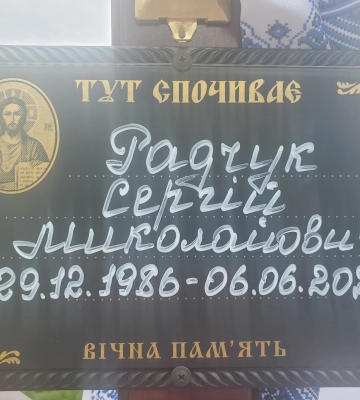 ТУТ СПОЧИВАЄ
Радчук
Сергій
Миколайови
29.12.1986-06.06.202
ВІЧНА ПАМ'ЯТЬ